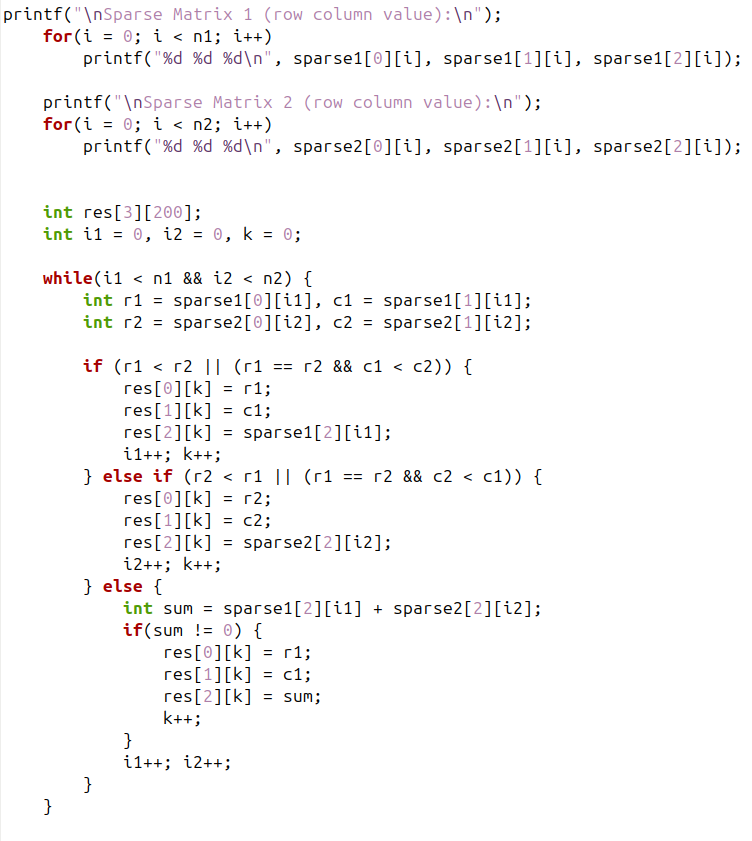 printf("\nSparse Matrix 1 (row column value):\n");
    for(i = 0; i < n1; i++)
        printf("%d %d %d\n", sparse1[0][i], sparse1[1][i], sparse1[2][i]);

    printf("\nSparse Matrix 2 (row column value):\n");
    for(i = 0; i < n2; i++)
        printf("%d %d %d\n", sparse2[0][i], sparse2[1][i], sparse2[2][i]);


    int res[3][200];
    int i1 = 0, i2 = 0, k = 0;

    while(i1 < n1 && i2 < n2) {
        int r1 = sparse1[0][i1], c1 = sparse1[1][i1];
        int r2 = sparse2[0][i2], c2 = sparse2[1][i2];

        if (r1 < r2 || (r1 == r2 && c1 < c2)) {
            res[0][k] = r1;
            res[1][k] = c1;
            res[2][k] = sparse1[2][i1];
            i1++; k++;
        } else if (r2 < r1 || (r1 == r2 && c2 < c1)) {
            res[0][k] = r2;
            res[1][k] = c2;
            res[2][k] = sparse2[2][i2];
            i2++; k++;
        } else {
            int sum = sparse1[2][i1] + sparse2[2][i2];
            if(sum != 0) {
                res[0][k] = r1;
                res[1][k] = c1;
                res[2][k] = sum;
                k++;
            }
            i1++; i2++;
        }
    }